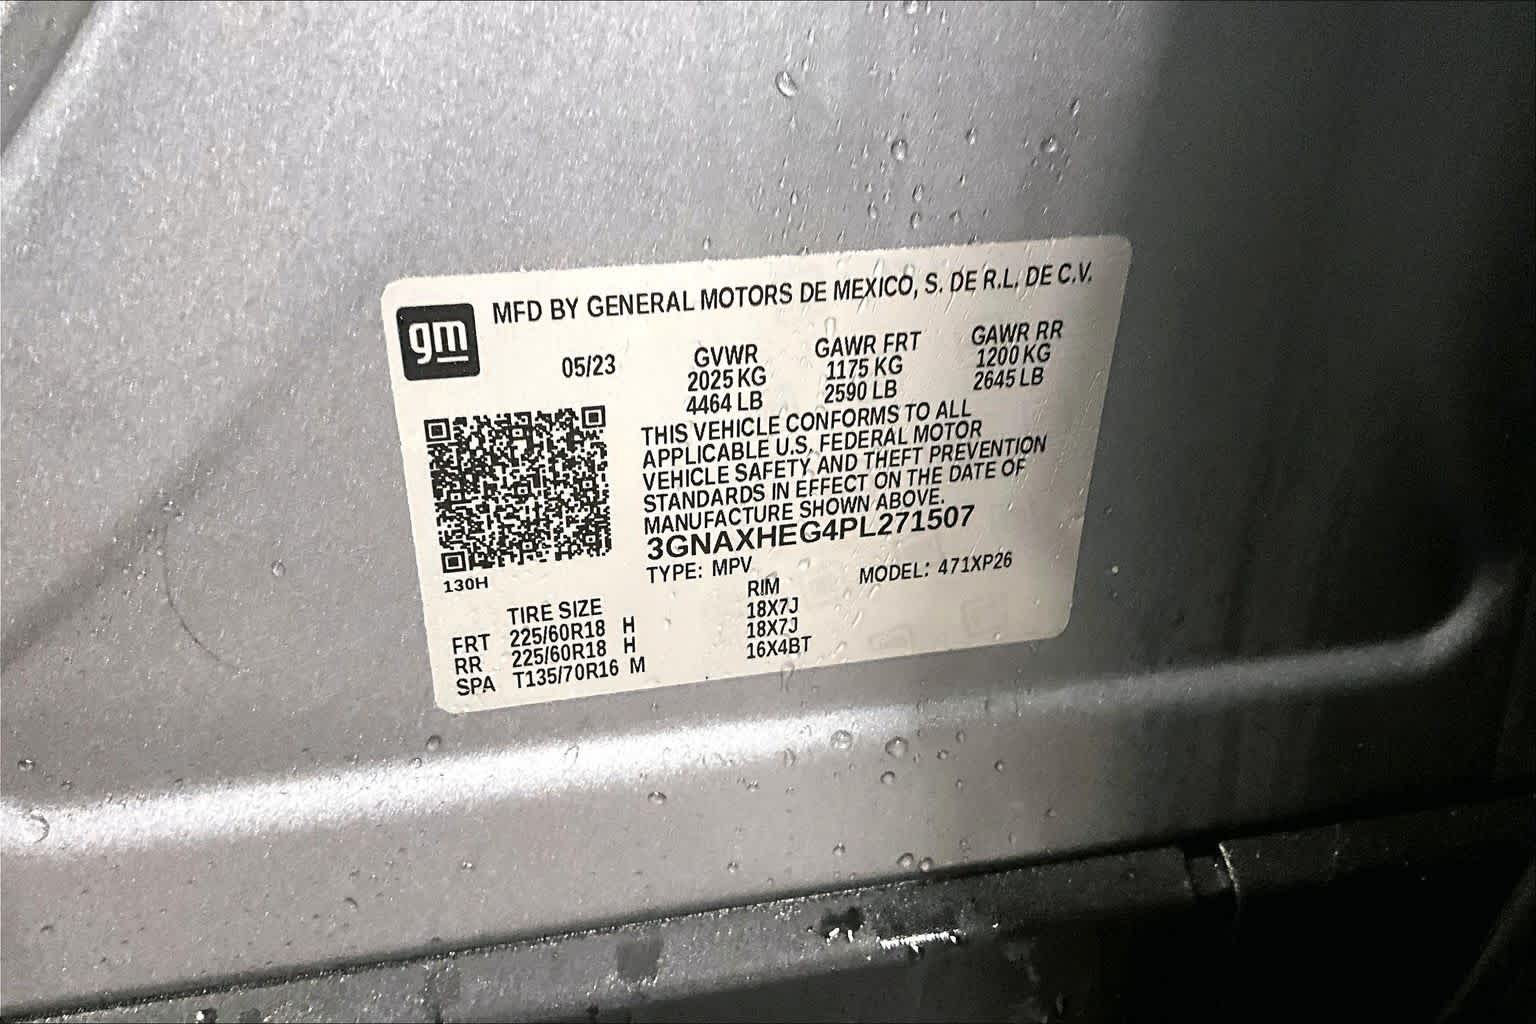 gm
MFD BY GENERAL MOTORS DE MEXICO, S. DE R.L. DE C.V.
05/23 GVWR GAWR FRT GAWR RR
2025 KG 1175 KG 1200 KG
4464 LB 2590 LB 2645 LB
THIS VEHICLE CONFORMS TO ALL
APPLICABLE U.S. FEDERAL MOTOR
VEHICLE SAFETY AND THEFT PREVENTION
STANDARDS IN EFFECT ON THE DATE OF
MANUFACTURE SHOWN ABOVE.
3GNAXHEG4PL271507
TYPE: MPV MODEL: 471XP26
130H
TIRE SIZE RIM
FRT 225/60R18 H 18X7J
RR 225/60R18 H 18X7J
SPA T135/70R16 M 16X4BT